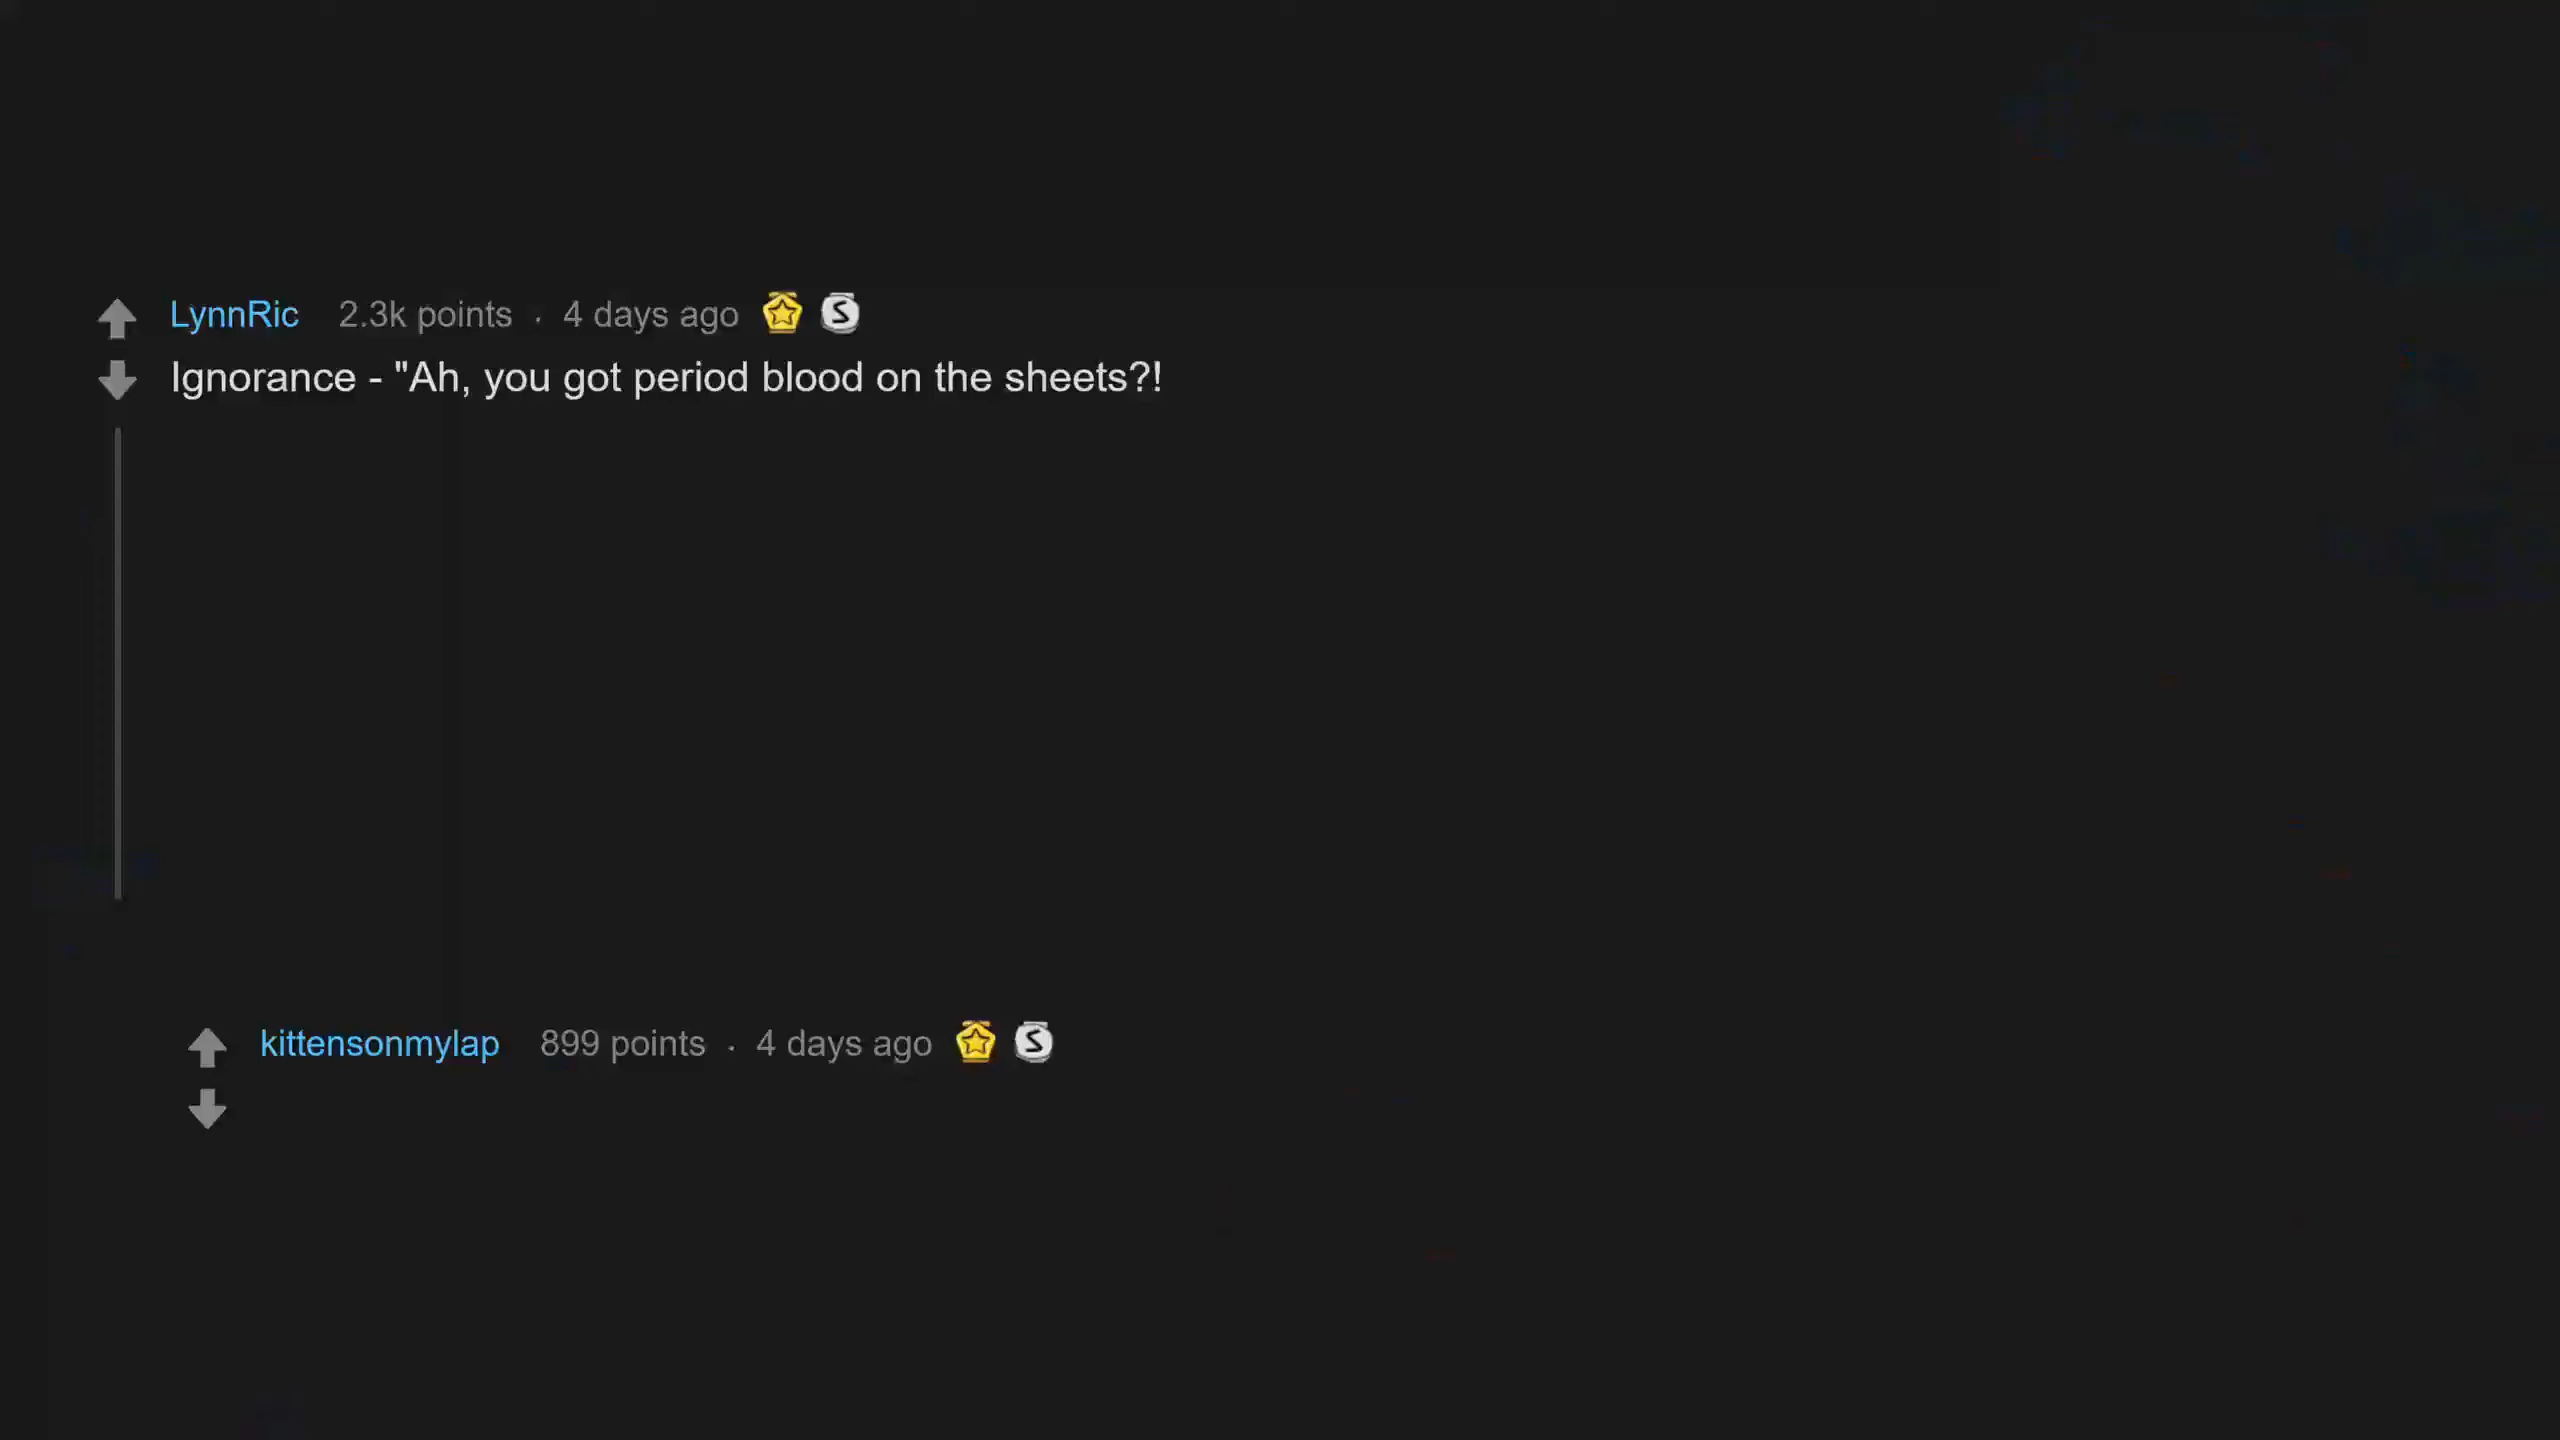 LynnRic 2.3k points · 4 days ago
Ignorance - "Ah, you got period blood on the sheets?!
kittensonmylap 899 points · 4 days ago